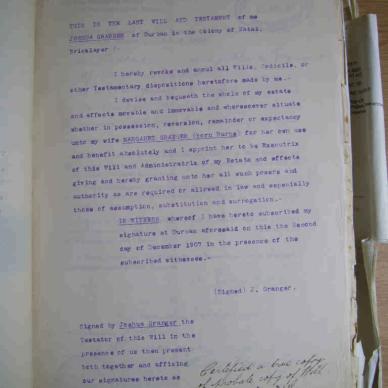 THIS IS THE LAST WILL AND TESTAMENT of me
JOSHUA GRANGER of Durban in the Colony of Natal,
Bricklayer :-
I hereby revoke and annul all Wills, Codicils, or
other Testamentary dispositions heretofore made by me.-
I devise and bequeath the whole of my estate
and effects movable and immovable and wheresoever situate
whether in possession, reversion, remainder or expectancy
unto my wife MARGARET GRANGER (born Burns) for her own use
and benefit absolutely and I appoint her to be Executrix
of this Will and Administratrix of my Estate and effects
giving and hereby granting unto her all such powers and
authority as are required or allowed in law and especially
those of assumption, substitution and surrogation.-
IN WITNESS whereof I have hereto subscribed my
signature at Durban aforesaid on this the Second
day of December 1907 in the presence of the
subscribed witnesses.-
(Signed) J. Granger.
Signed by Joshua Granger the
Testator of this Will in the
presence of us then present
both together and affixing
our signatures hereto as
Certified a true copy
of Probate copy of Will